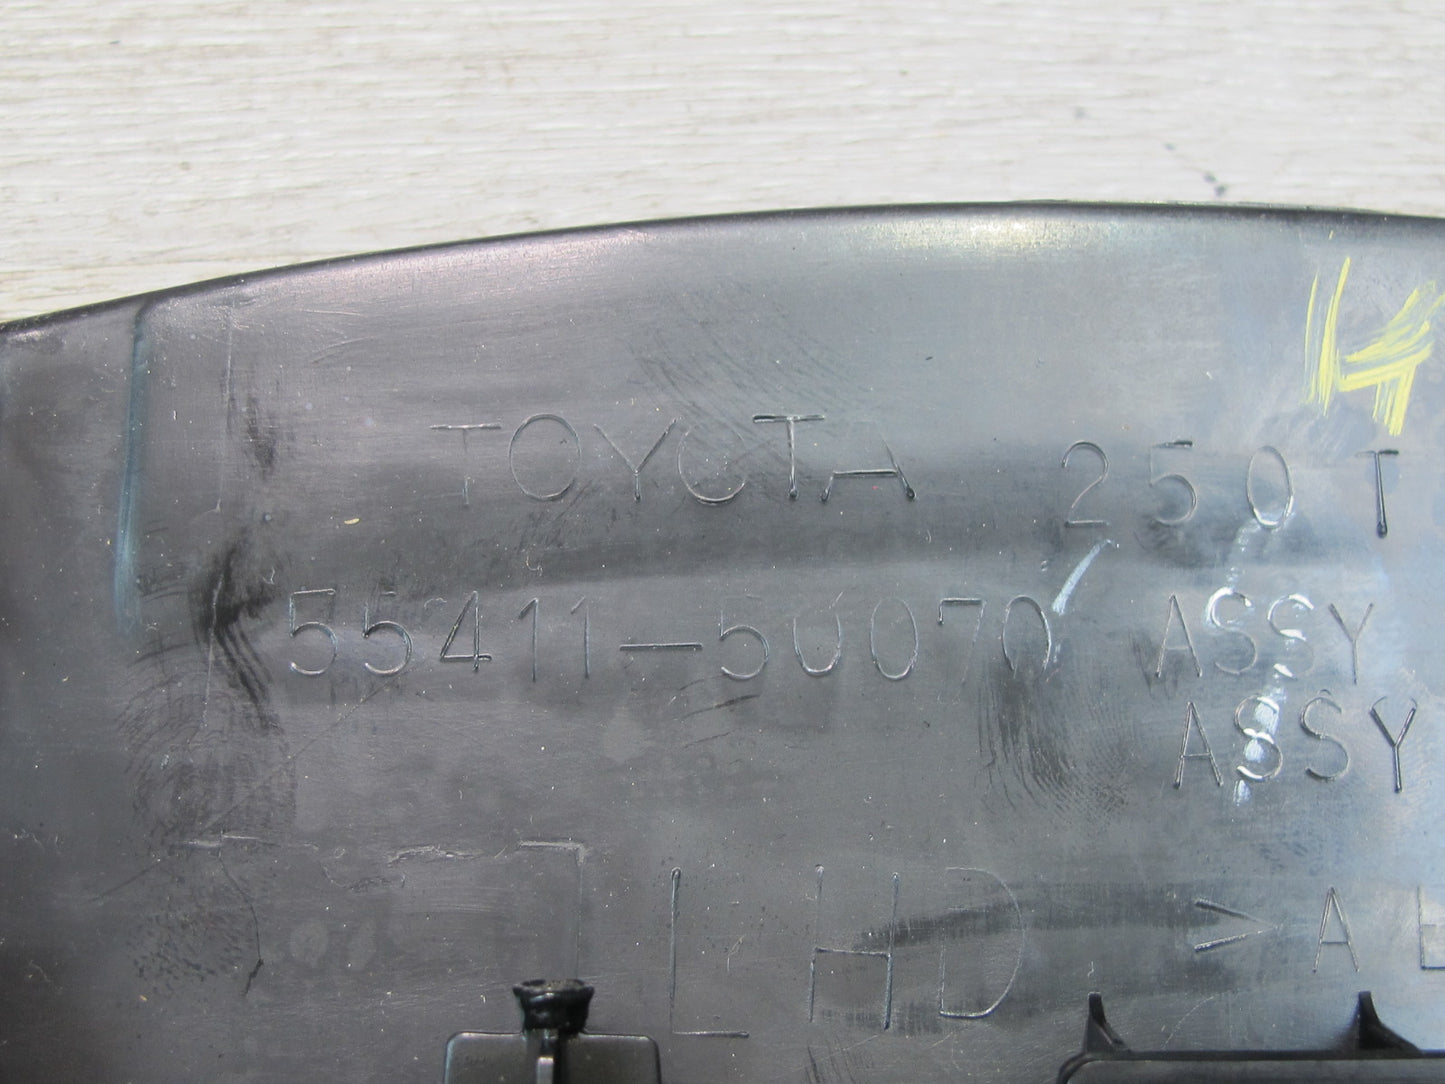 TOYOTA 250T
55411-50070 ASSY
ASSY
LHD >A